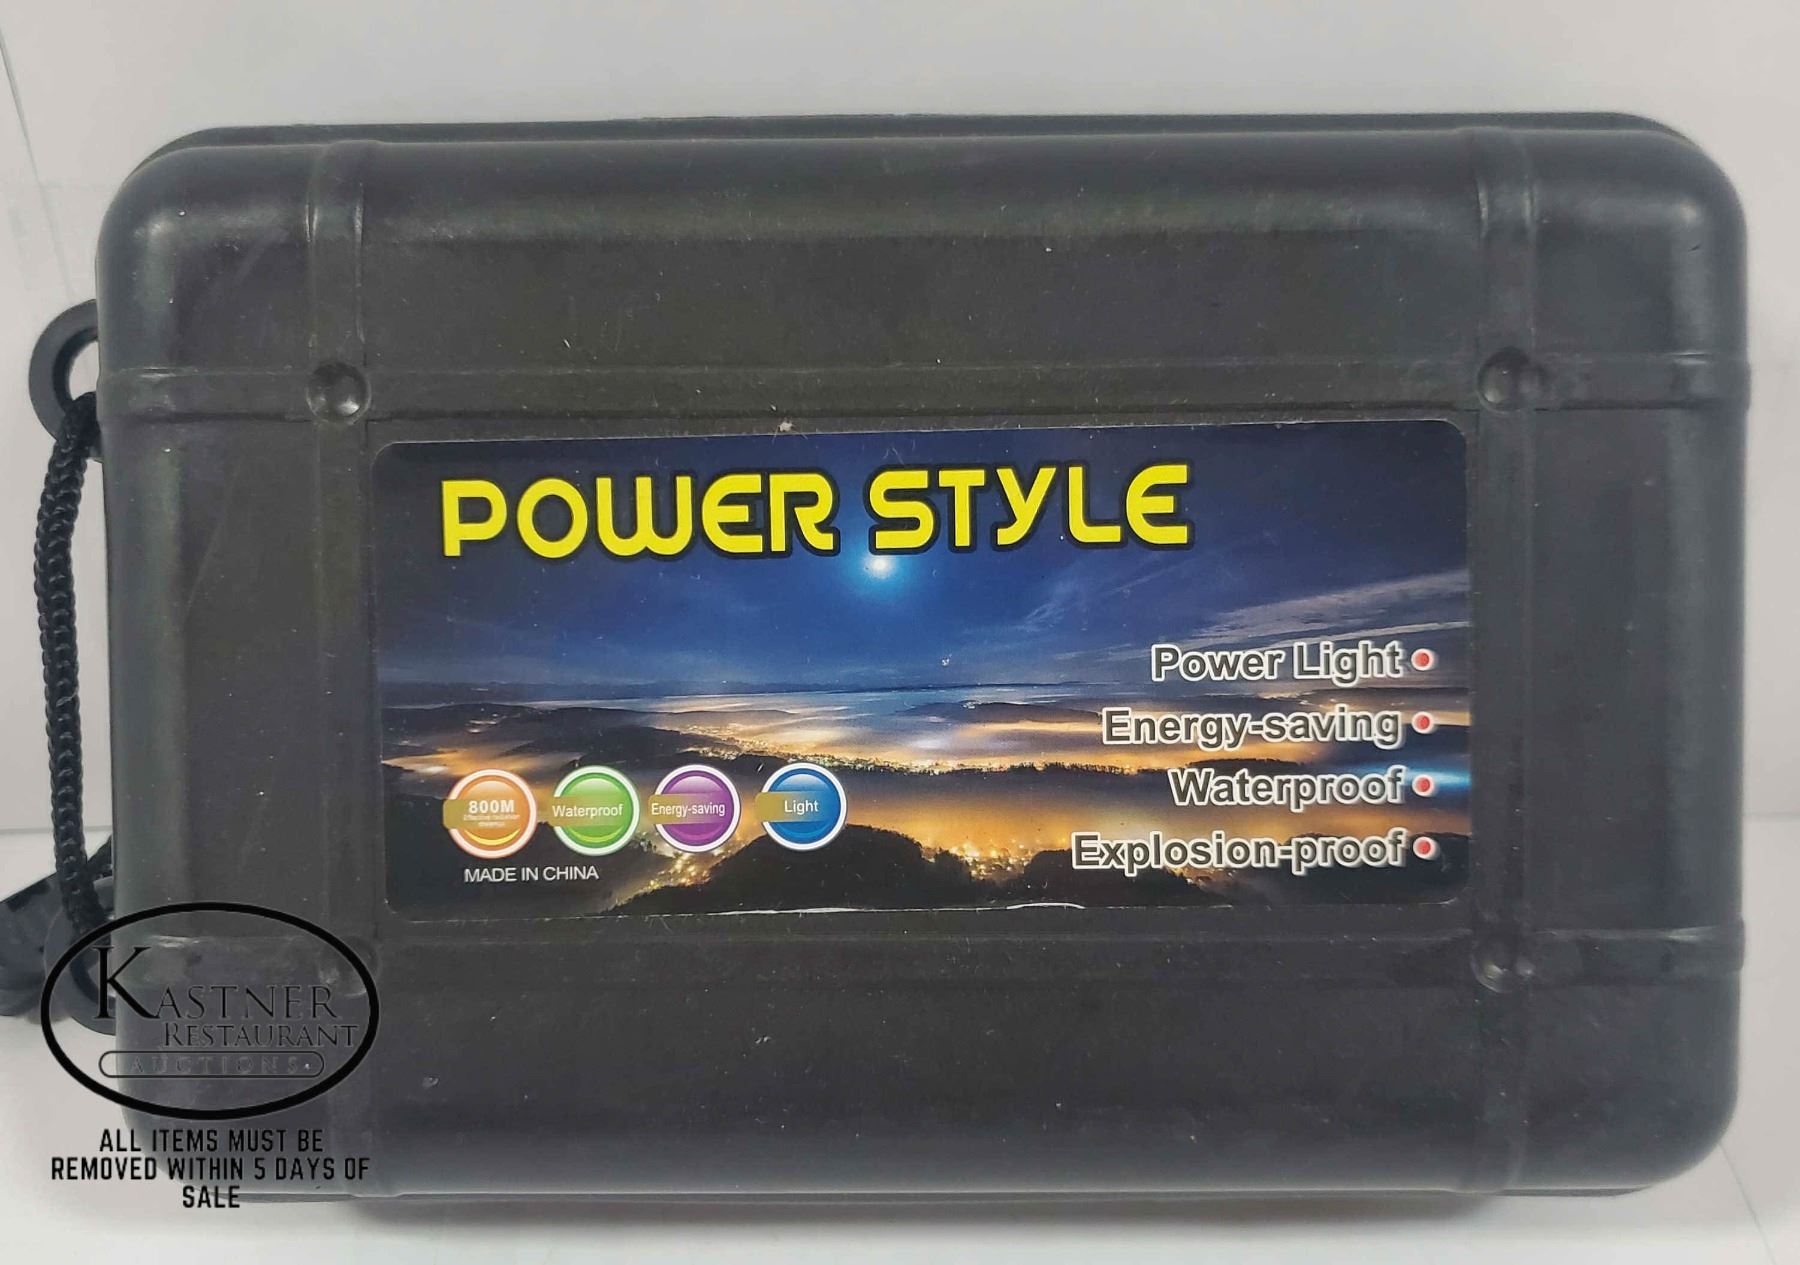 POWER STYLE
Power Light
Energy-saving
Waterproof
Explosion-proof
800M
Waterproof
Energy-saving
Light
MADE IN CHINA
KASTNER
RESTAURANT
AUCTIONS
ALL ITEMS MUST BE
REMOVED WITHIN 5 DAYS OF
SALE